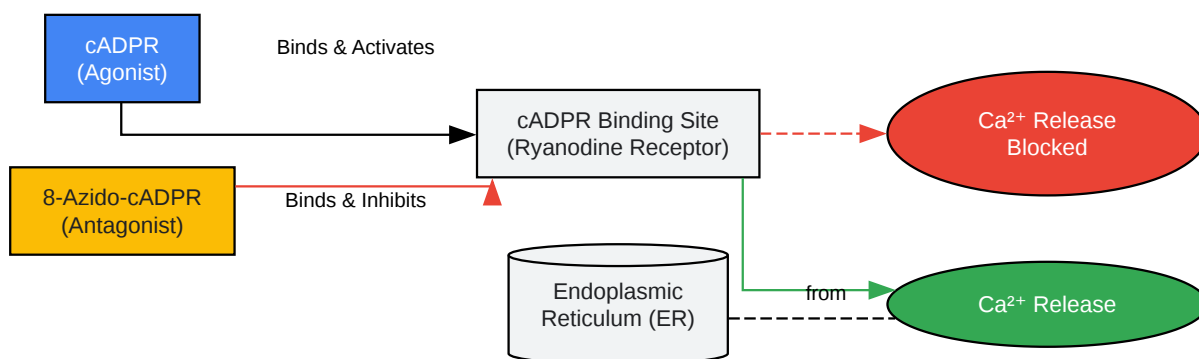 cADPR
(Agonist)
Binds & Activates
cADPR Binding Site
(Ryanodine Receptor)
Ca²⁺ Release
Blocked
8-Azido-cADPR
(Antagonist)
Binds & Inhibits
Endoplasmic
Reticulum (ER)
from
Ca²⁺ Release